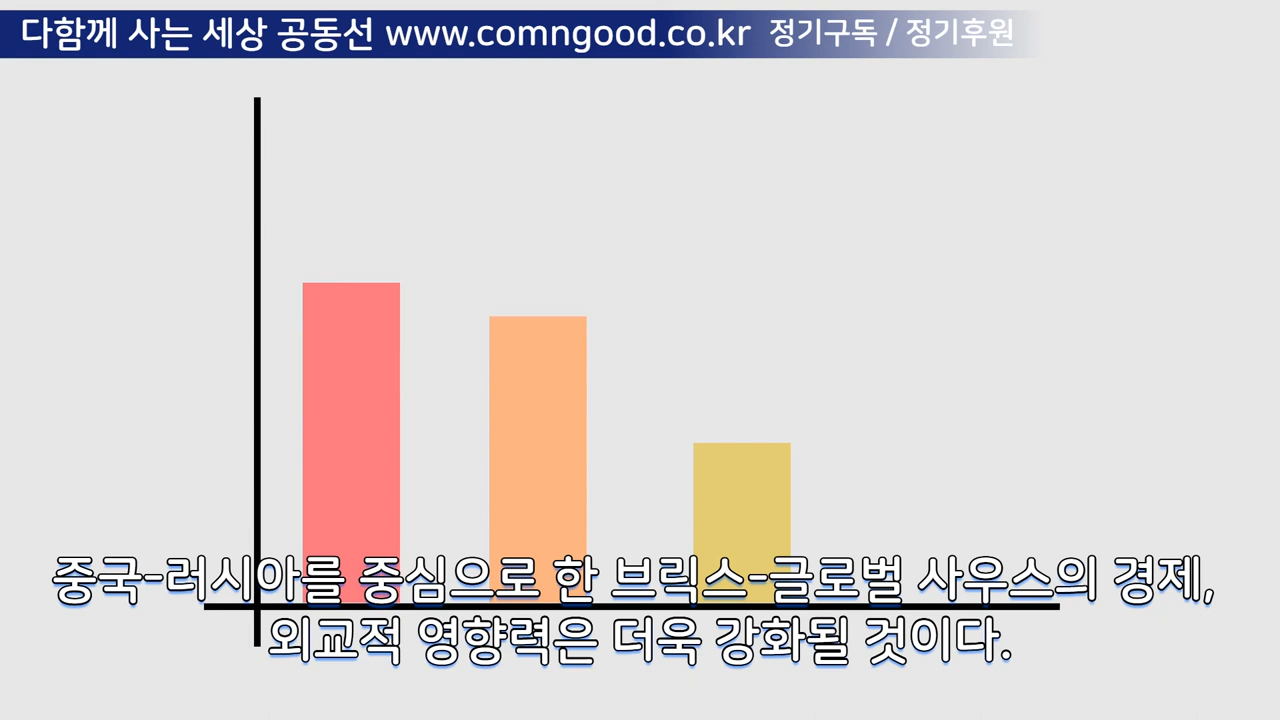 다함께 사는 세상 공동선 www.comngood.co.kr 정기구독 / 정기후원
중국-러시아를 중심으로 한 브릭스-글로벌 사우스의 경제,
외교적 영향력은 더욱 강화될 것이다.